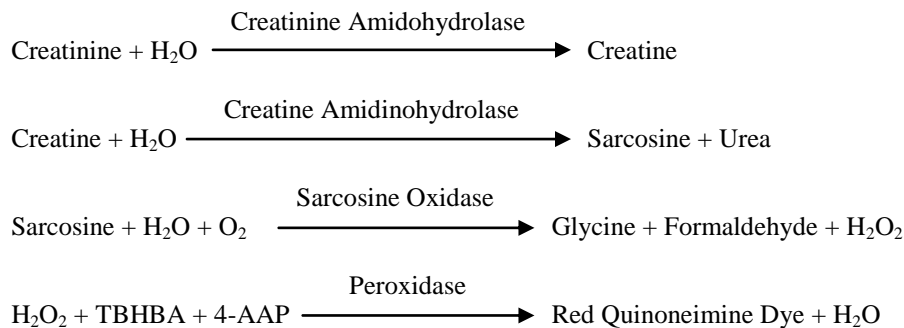 Creatinine Amidohydrolase
Creatinine + H₂O Creatine
Creatine Amidinohydrolase
Creatine + H₂O Sarcosine + Urea
Sarcosine Oxidase
Sarcosine + H₂O + O₂ Glycine + Formaldehyde + H₂O₂
Peroxidase
H₂O₂ + TBHBA + 4-AAP Red Quinoneimine Dye + H₂O